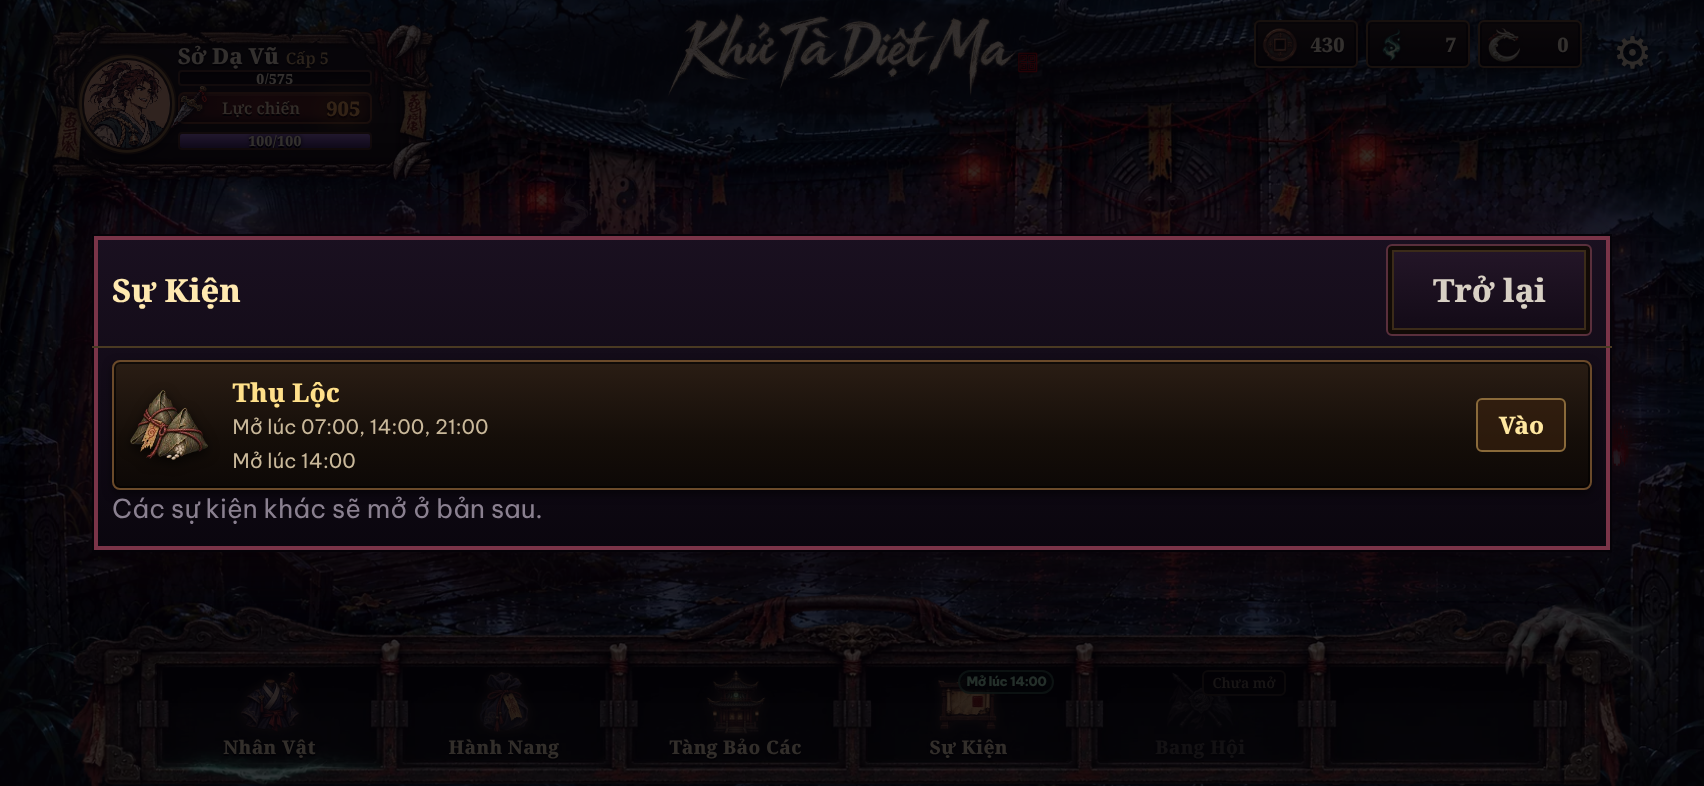 Sở Dạ Vũ Cấp 5
0/575
Lực chiến 905
100/100
Khử Tà Diệt Ma
430
7
0
Sự Kiện
Trở lại
Thụ Lộc
Mở lúc 07:00, 14:00, 21:00
Mở lúc 14:00
Vào
Các sự kiện khác sẽ mở ở bản sau.
Mở lúc 14:00
Chưa mở
Nhân Vật
Hành Nang
Tàng Bảo Các
Sự Kiện
Bang Hội